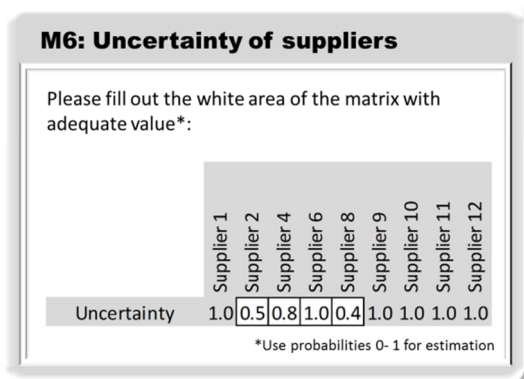 M6: Uncertainty of suppliers
Please fill out the white area of the matrix with
adequate value*:
Supplier 1
Supplier 2
Supplier 4
Supplier 6
Supplier 8
Supplier 9
Supplier 10
Supplier 11
Supplier 12
Uncertainty 1.0 0.5 0.8 1.0 0.4 1.0 1.0 1.0 1.0
*Use probabilities 0- 1 for estimation